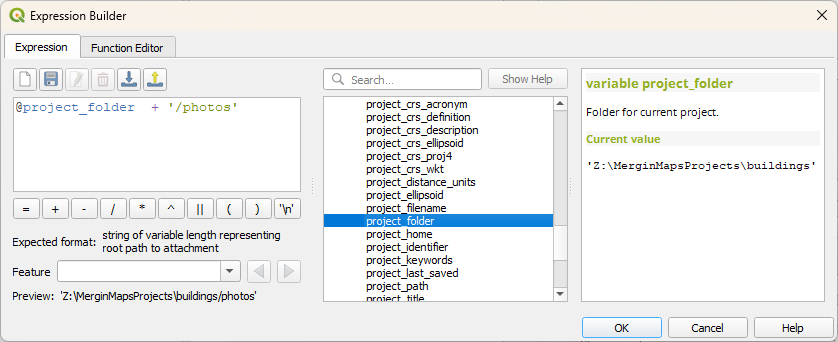 Expression Builder
Expression
Function Editor
@project_folder + '/photos'
= + - / * ^ || ( ) '\n'
Expected format: string of variable length representing
root path to attachment
Feature
Preview: 'Z:\MerginMapsProjects\buildings/photos'
Search...
Show Help
project_crs_acronym
project_crs_definition
project_crs_description
project_crs_ellipsoid
project_crs_proj4
project_crs_wkt
project_distance_units
project_ellipsoid
project_filename
project_folder
project_home
project_identifier
project_keywords
project_last_saved
project_path
project_title
variable project_folder
Folder for current project.
Current value
'Z:\MerginMapsProjects\buildings'
OK
Cancel
Help